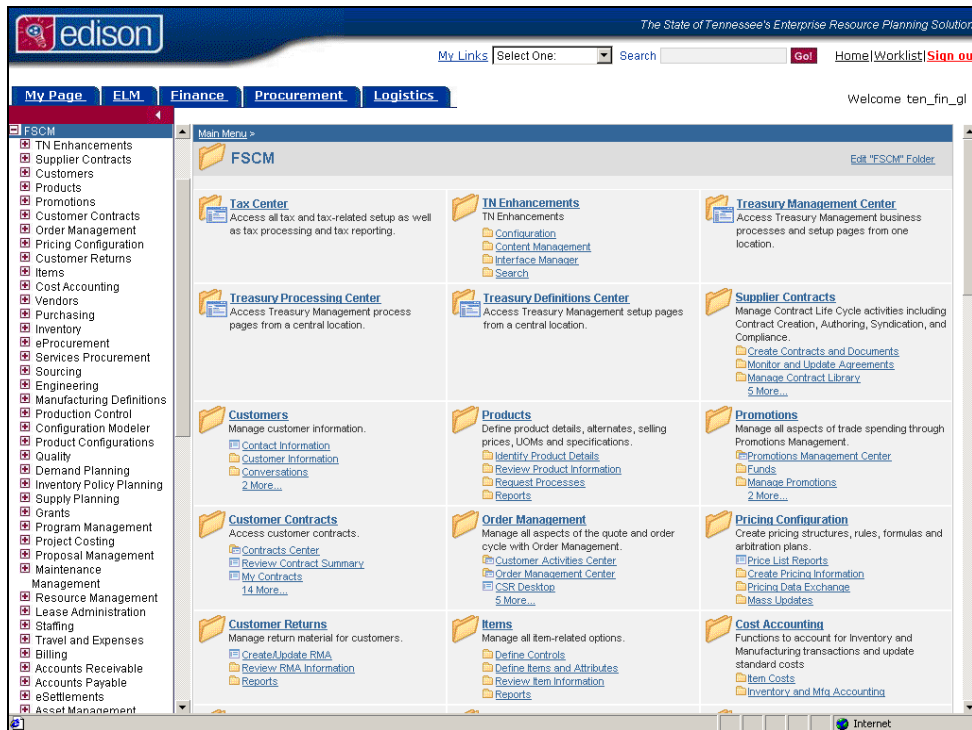 edison
The State of Tennessee's Enterprise Resource Planning Solution
My Links Select One: Search Go! Home|Worklist|Sign ou
My Page ELM Finance Procurement Logistics
Welcome ten_fin_gl
FSCM
TN Enhancements
Supplier Contracts
Customers
Products
Promotions
Customer Contracts
Order Management
Pricing Configuration
Customer Returns
Items
Cost Accounting
Vendors
Purchasing
Inventory
eProcurement
Services Procurement
Sourcing
Engineering
Manufacturing Definitions
Production Control
Configuration Modeler
Product Configurations
Quality
Demand Planning
Inventory Policy Planning
Supply Planning
Grants
Program Management
Project Costing
Proposal Management
Maintenance
Management
Resource Management
Lease Administration
Staffing
Travel and Expenses
Billing
Accounts Receivable
Accounts Payable
eSettlements
Asset Management
Main Menu >
FSCM
Edit "FSCM" Folder
Tax Center
Access all tax and tax-related setup as well
as tax processing and tax reporting.
TN Enhancements
TN Enhancements
Configuration
Content Management
Interface Manager
Search
Treasury Management Center
Access Treasury Management business
processes and setup pages from one
location.
Treasury Processing Center
Access Treasury Management process
pages from a central location.
Treasury Definitions Center
Access Treasury Management setup pages
from a central location.
Supplier Contracts
Manage Contract Life Cycle activities including
Contract Creation, Authoring, Syndication, and
Compliance.
Create Contracts and Documents
Monitor and Update Agreements
Manage Contract Library
5 More...
Customers
Manage customer information.
Contact Information
Customer Information
Conversations
2 More...
Products
Define product details, alternates, selling
prices, UOMs and specifications.
Identify Product Details
Review Product Information
Request Processes
Reports
Promotions
Manage all aspects of trade spending through
Promotions Management.
Promotions Management Center
Funds
Manage Promotions
2 More...
Customer Contracts
Access customer contracts.
Contracts Center
Review Contract Summary
My Contracts
14 More...
Order Management
Manage all aspects of the quote and order
cycle with Order Management.
Customer Activities Center
Order Management Center
CSR Desktop
5 More...
Pricing Configuration
Create pricing structures, rules, formulas and
arbitration plans.
Price List Reports
Create Pricing Information
Pricing Data Exchange
Mass Updates
Customer Returns
Manage return material for customers.
Create/Update RMA
Review RMA Information
Reports
Items
Manage all item-related options.
Define Controls
Define Items and Attributes
Review Item Information
Reports
Cost Accounting
Functions to account for Inventory and
Manufacturing transactions and update
standard costs
Item Costs
Inventory and Mfg Accounting
Internet